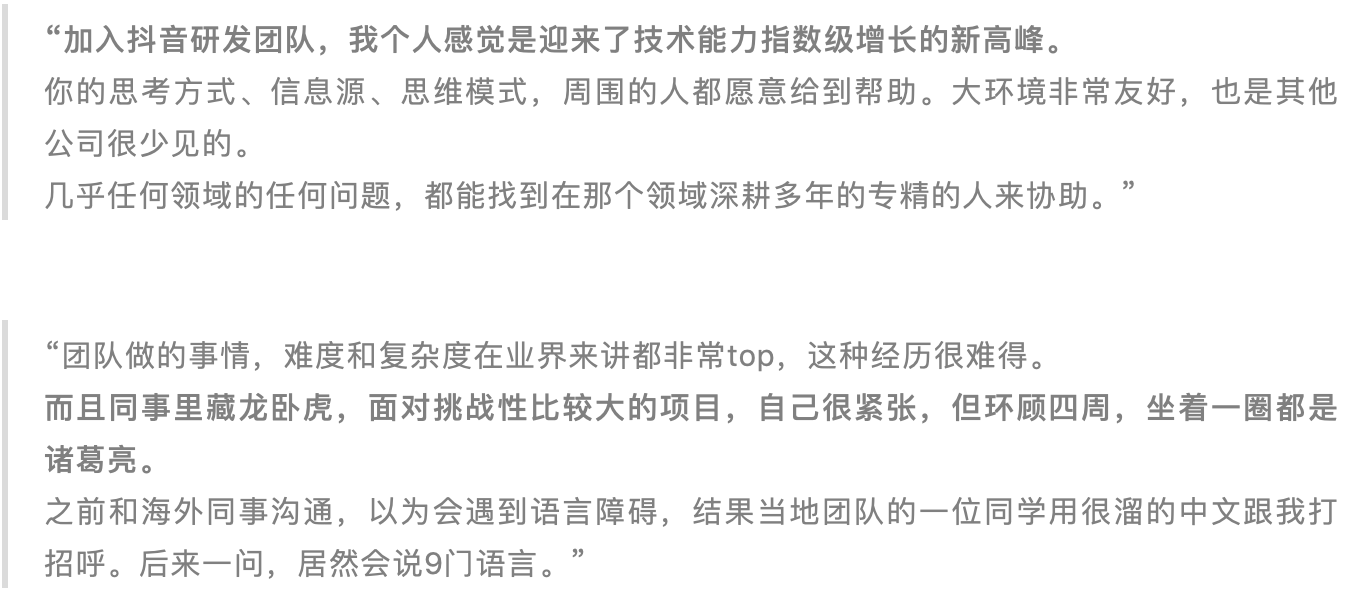 “加入抖音研发团队，我个人感觉是迎来了技术能力指数级增长的新高峰。
你的思考方式、信息源、思维模式，周围的人都愿意给到帮助。大环境非常友好，也是其他
公司很少见的。
几乎任何领域的任何问题，都能找到在那个领域深耕多年的专精的人来协助。”
“团队做的事情，难度和复杂度在业界来讲都非常top，这种经历很难得。
而且同事里藏龙卧虎，面对挑战性比较大的项目，自己很紧张，但环顾四周，坐着一圈都是
诸葛亮。
之前和海外同事沟通，以为会遇到语言障碍，结果当地团队的一位同学用很溜的中文跟我打
招呼。后来一问，居然会说9门语言。”